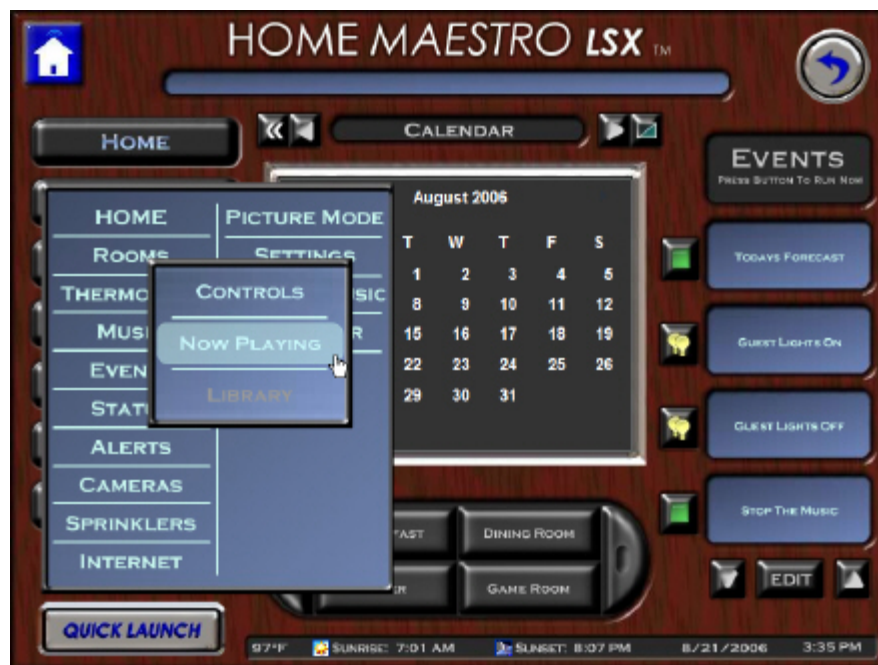 HOME MAESTRO LSX TM
HOME
CALENDAR
EVENTS
PRESS BUTTON TO RUN NOW
HOME
ROOMS
THERMO
MUSI
EVEN
STAT
ALERTS
CAMERAS
SPRINKLERS
INTERNET
PICTURE MODE
SETTINGS
SIC
R
CONTROLS
NOW PLAYING
LIBRARY
August 2006
T W T F S
1 2 3 4 5
8 9 10 11 12
15 16 17 18 19
22 23 24 25 26
29 30 31
TODAYS FORECAST
GUEST LIGHTS ON
GUEST LIGHTS OFF
STOP THE MUSIC
EDIT
FAST
DINING ROOM
ER
GAME ROOM
QUICK LAUNCH
97°F SUNRISE: 7:01 AM SUNSET: 8:07 PM 8/21/2006 3:35 PM